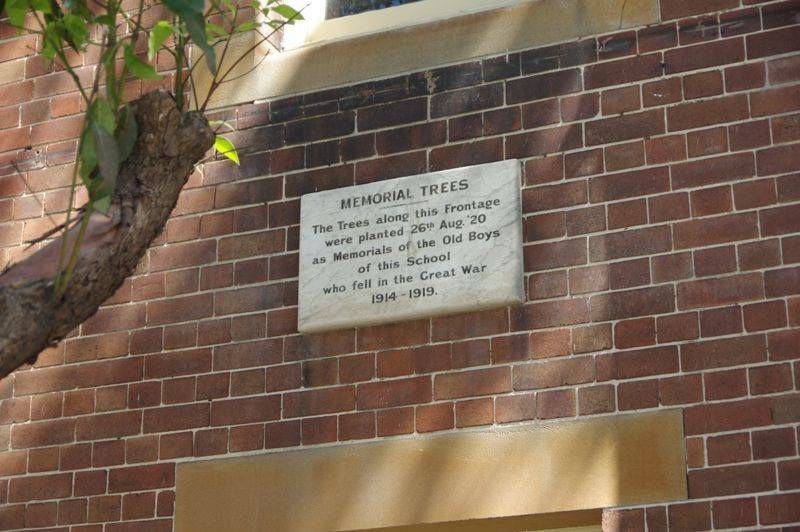 MEMORIAL TREES
The Trees along this Frontage
were planted 26th Aug. '20
as Memorials of the Old Boys
of this School
who fell in the Great War
1914 - 1919.